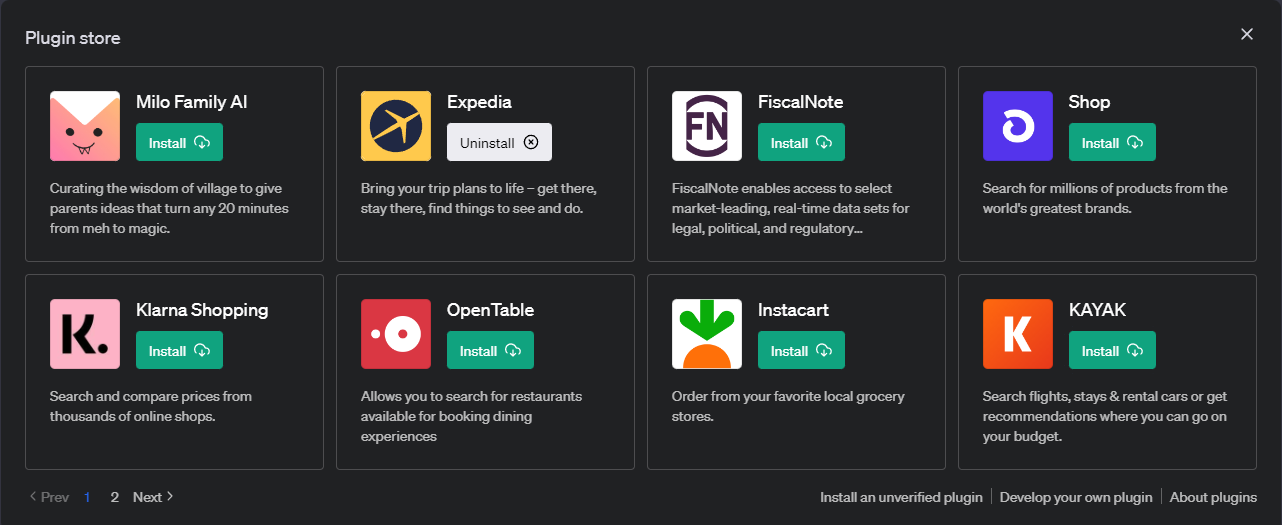 Plugin store
Milo Family AI
Install
Curating the wisdom of village to give
parents ideas that turn any 20 minutes
from meh to magic.
Expedia
Uninstall
Bring your trip plans to life – get there,
stay there, find things to see and do.
FN
FiscalNote
Install
FiscalNote enables access to select
market-leading, real-time data sets for
legal, political, and regulatory...
Shop
Install
Search for millions of products from the
world's greatest brands.
K.
Klarna Shopping
Install
Search and compare prices from
thousands of online shops.
OpenTable
Install
Allows you to search for restaurants
available for booking dining
experiences
Instacart
Install
Order from your favorite local grocery
stores.
K
KAYAK
Install
Search flights, stays & rental cars or get
recommendations where you can go on
your budget.
Prev 1 2 Next
Install an unverified plugin | Develop your own plugin | About plugins